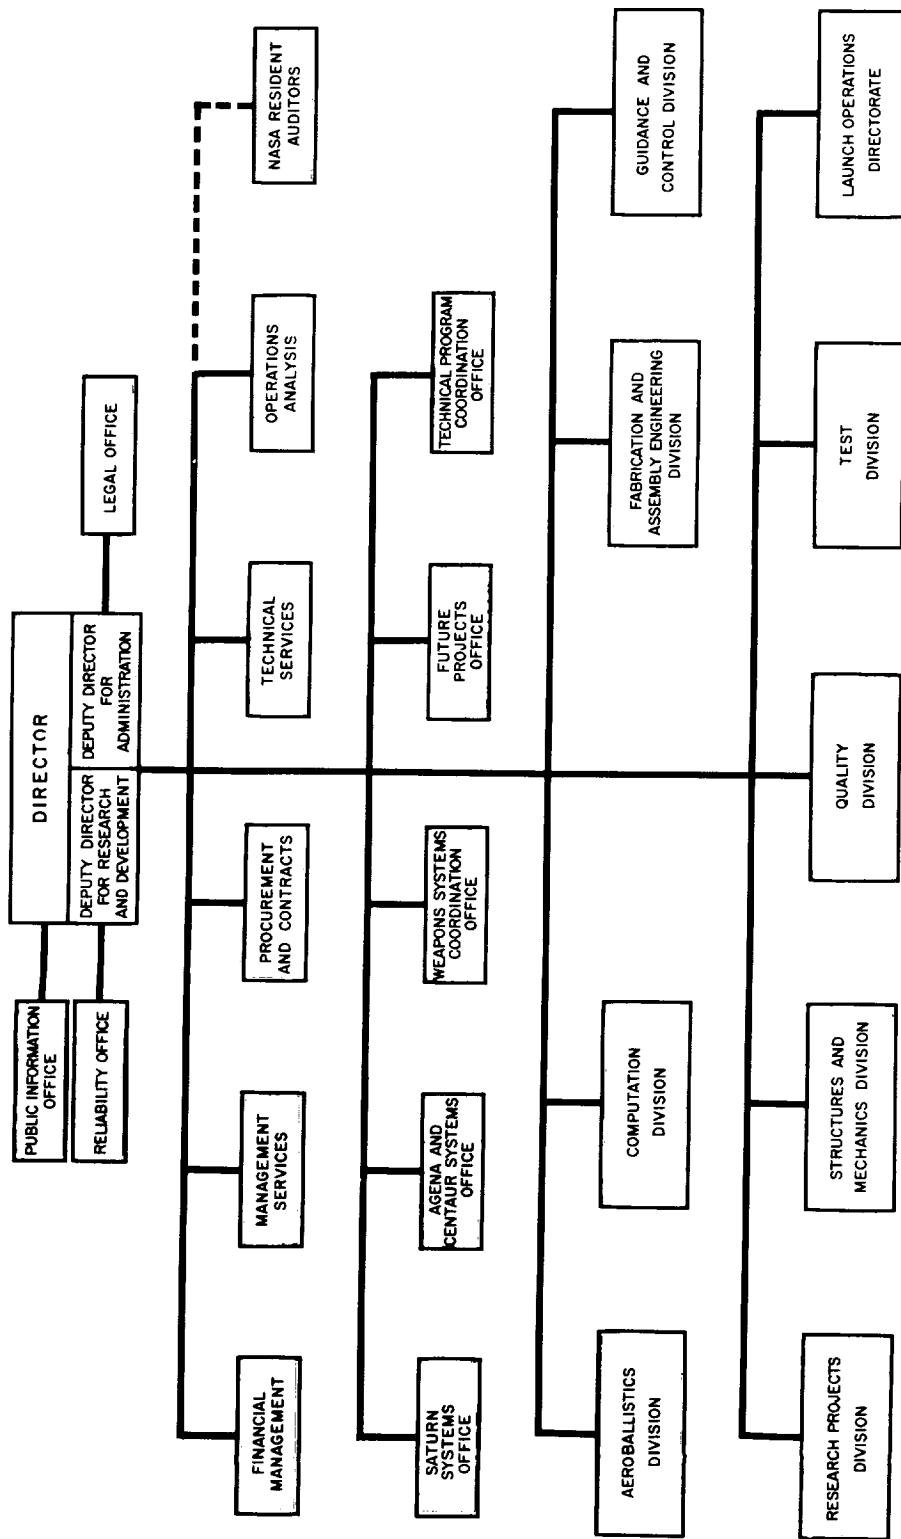 DIRECTOR
DEPUTY DIRECTOR
FOR RESEARCH
AND DEVELOPMENT
DEPUTY DIRECTOR
FOR
ADMINISTRATION
PUBLIC INFORMATION
OFFICE
RELIABILITY OFFICE
LEGAL OFFICE
FINANCIAL
MANAGEMENT
MANAGEMENT
SERVICES
PROCUREMENT
AND CONTRACTS
TECHNICAL
SERVICES
OPERATIONS
ANALYSIS
NASA RESIDENT
AUDITORS
SATURN
SYSTEMS
OFFICE
AGENA AND
CENTAUR SYSTEMS
OFFICE
WEAPONS SYSTEMS
COORDINATION
OFFICE
FUTURE
PROJECTS
OFFICE
TECHNICAL PROGRAM
COORDINATION
OFFICE
AEROBALLISTICS
DIVISION
COMPUTATION
DIVISION
FABRICATION AND
ASSEMBLY ENGINEERING
DIVISION
GUIDANCE AND
CONTROL DIVISION
RESEARCH PROJECTS
DIVISION
STRUCTURES AND
MECHANICS DIVISION
QUALITY
DIVISION
TEST
DIVISION
LAUNCH OPERATIONS
DIRECTORATE